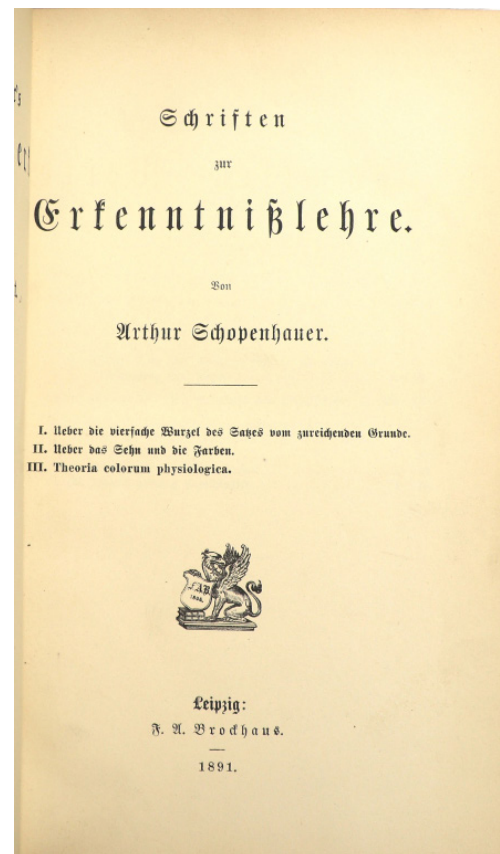 Schriften
zur
Erkenntnißlehre.
Von
Arthur Schopenhauer.
I. Ueber die vierfache Wurzel des Satzes vom zureichenden Grunde.
II. Ueber das Sehn und die Farben.
III. Theoria colorum physiologica.
F.A.B.
Leipzig:
F. A. Brockhaus.
1891.